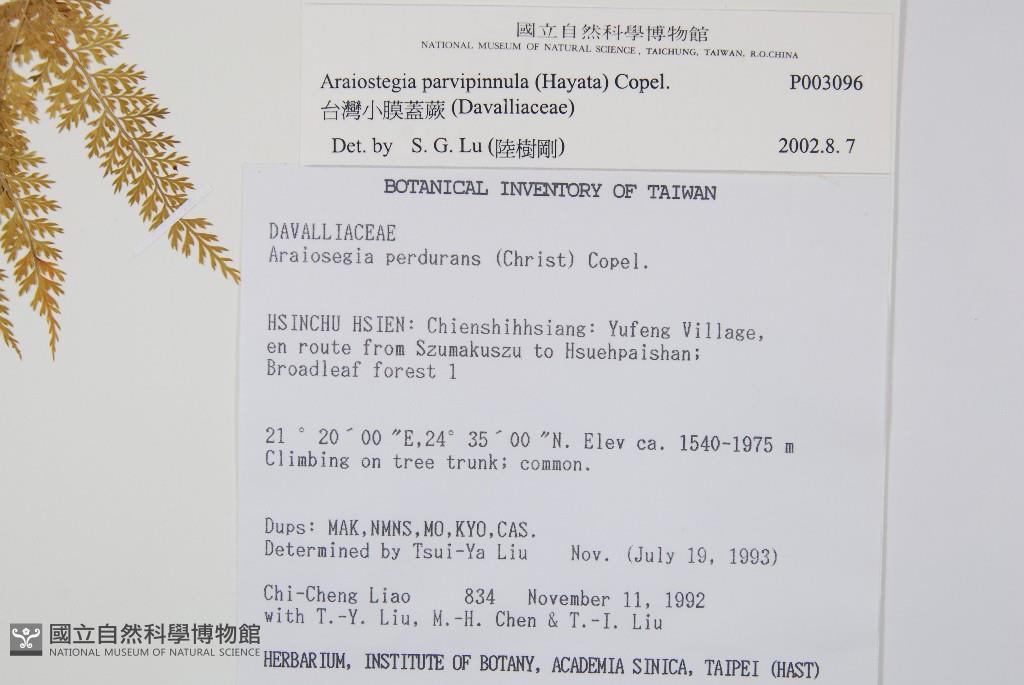 國立自然科學博物館
NATIONAL MUSEUM OF NATURAL SCIENCE, TAICHUNG, TAIWAN, R.O.CHINA
Araiostegia parvipinnula (Hayata) Copel. P003096
台灣小膜蓋蕨 (Davalliaceae)
Det. by S. G. Lu (陸樹剛) 2002.8. 7
BOTANICAL INVENTORY OF TAIWAN
DAVALLIACEAE
Araiosegia perdurans (Christ) Copel.
HSINCHU HSIEN: Chienshihhsiang: Yufeng Village,
en route from Szumakuszu to Hsuehpaishan;
Broadleaf forest 1
21 ° 20 ´ 00 ″E,24° 35 ´ 00 ″N. Elev ca. 1540-1975 m
Climbing on tree trunk; common.
Dups: MAK,NMNS,MO,KYO,CAS.
Determined by Tsui-Ya Liu Nov. (July 19, 1993)
Chi-Cheng Liao 834 November 11, 1992
with T.-Y. Liu, M.-H. Chen & T.-I. Liu
HERBARIUM, INSTITUTE OF BOTANY, ACADEMIA SINICA, TAIPEI (HAST)
國立自然科學博物館
NATIONAL MUSEUM OF NATURAL SCIENCE